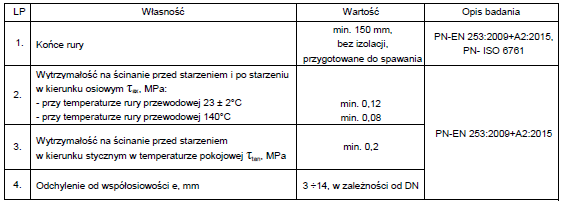 LP Własność Wartość Opis badania
1. Końce rury min. 150 mm, bez izolacji, przygotowane do spawania PN-EN 253:2009+A2:2015, PN- ISO 6761
2. Wytrzymałość na ścinanie przed starzeniem i po starzeniu
w kierunku osiowym τax, MPa:
- przy temperaturze rury przewodowej 23 ± 2°C min. 0,12
- przy temperaturze rury przewodowej 140°C min. 0,08
PN-EN 253:2009+A2:2015
3. Wytrzymałość na ścinanie przed starzeniem
w kierunku stycznym w temperaturze pokojowej τtan, MPa min. 0,2
4. Odchylenie od współosiowości e, mm 3 ÷14, w zależności od DN